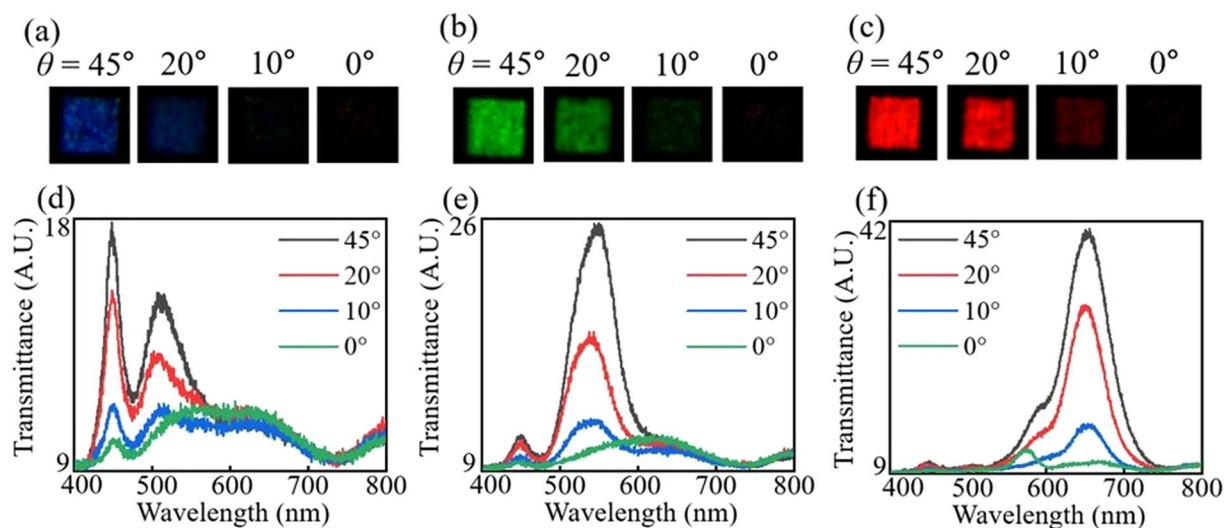 (a) (b) (c)
θ = 45° 20° 10° 0° θ = 45° 20° 10° 0° θ = 45° 20° 10° 0°
(d) (e) (f)
Transmittance (A.U.)
18
9
45°
20°
10°
0°
400 500 600 700 800
Wavelength (nm)
Transmittance (A.U.)
26
9
45°
20°
10°
0°
400 500 600 700 800
Wavelength (nm)
Transmittance (A.U.)
42
9
45°
20°
10°
0°
400 500 600 700 800
Wavelength (nm)